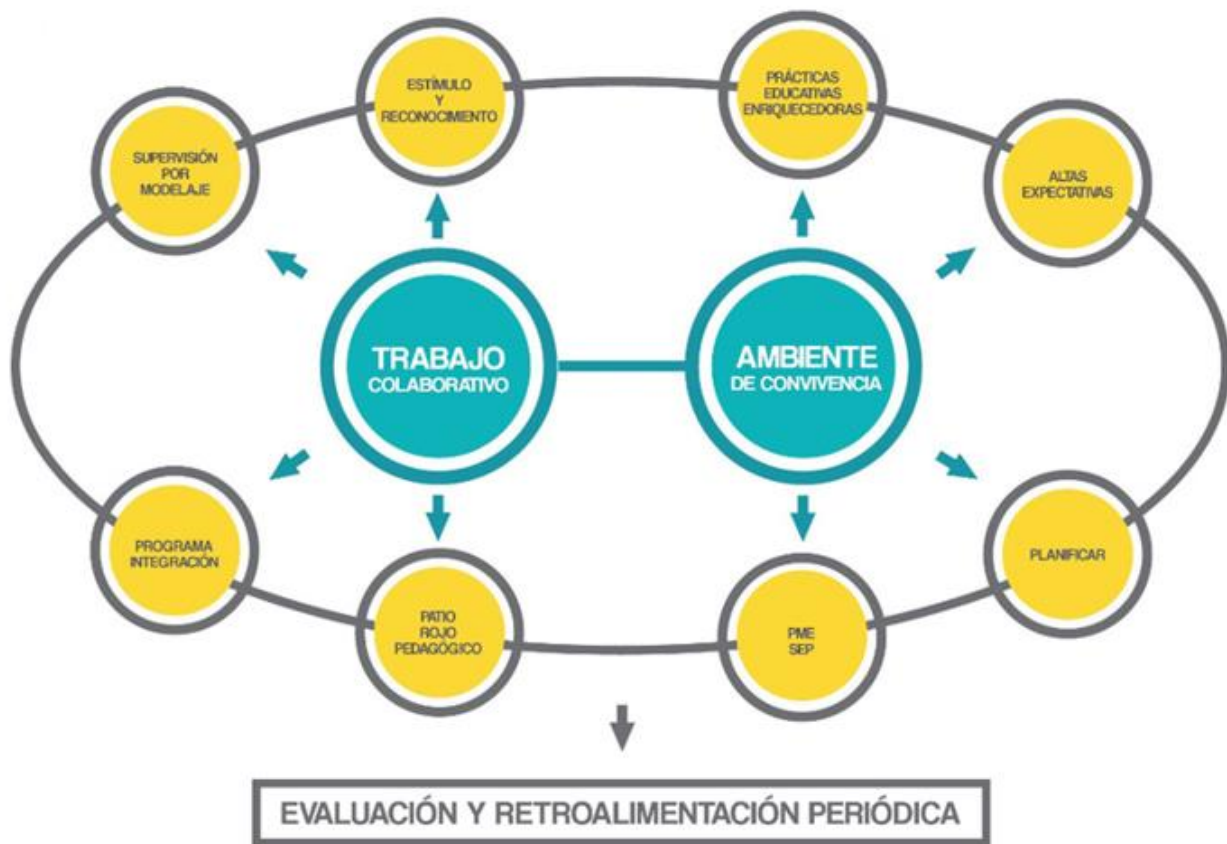 ESTÍMULO
Y
RECONOCIMIENTO
PRÁCTICAS
EDUCATIVAS
ENRIQUECEDORAS
SUPERVISIÓN
POR
MODELAJE
ALTAS
EXPECTATIVAS
TRABAJO
COLABORATIVO
AMBIENTE
DE CONVIVENCIA
PROGRAMA
INTEGRACIÓN
PATIO
ROJO
PEDAGÓGICO
PME
SEP
PLANIFICAR
EVALUACIÓN Y RETROALIMENTACIÓN PERIÓDICA